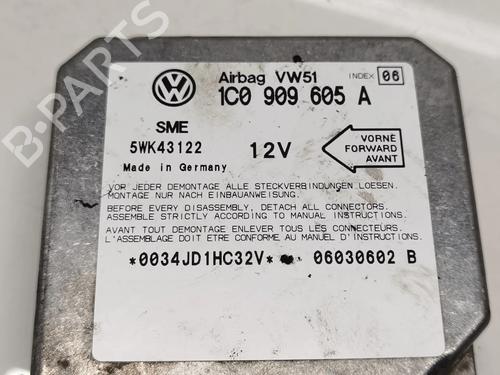 Airbag VW51 INDEX 06
1C0 909 605 A
SME
5WK43122 12V
Made in Germany
VORNE
FORWARD
AVANT
VOR JEDER DEMONTAGE ALLE STECKVERBINDUNGEN LOESEN.
MONTAGE NUR NACH EINBAUANWEISUNG.
BEFORE EVERY DISASSEMBLY, DETACH ALL CONNECTORS.
ASSEMBLE STRICTLY ACCORDING TO MANUAL INSTRUCTIONS.
AVANT TOUT DEMONTAGE ENLEVER TOUS LES CONNECTEURS.
L'ASSEMBLAGE DOIT ETRE CONFORME AU MANUEL D'INSTRUCTIONS.
*0034JD1HC32V* 06030602 B
B-PARTS